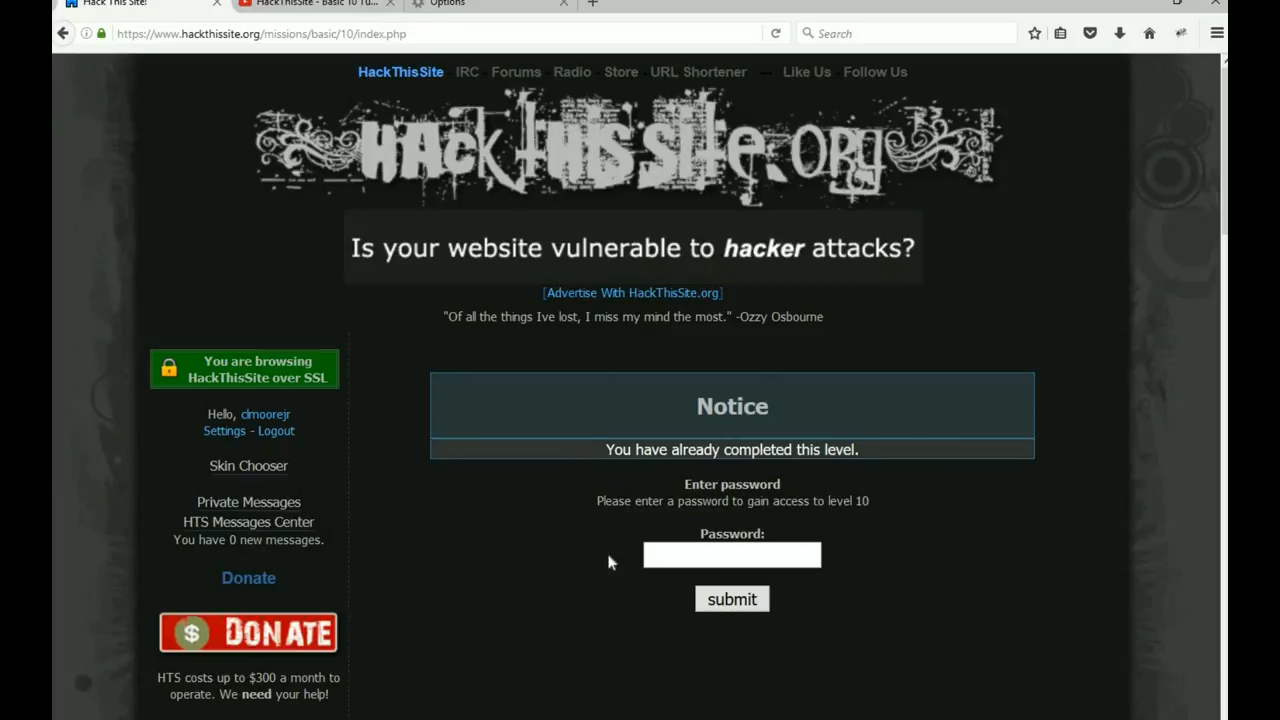 Hack This Site!
HackThisSite - Basic 10 Tu...
Options
https://www.hackthissite.org/missions/basic/10/index.php
Search
HackThisSite IRC Forums Radio Store URL Shortener — Like Us Follow Us
HackThisSite.org
Is your website vulnerable to hacker attacks?
[Advertise With HackThisSite.org]
"Of all the things Ive lost, I miss my mind the most." -Ozzy Osbourne
You are browsing
HackThisSite over SSL
Hello, clmoorejr
Settings - Logout
Skin Chooser
Private Messages
HTS Messages Center
You have 0 new messages.
Donate
$ DONATE
HTS costs up to $300 a month to
operate. We need your help!
Notice
You have already completed this level.
Enter password
Please enter a password to gain access to level 10
Password:
submit